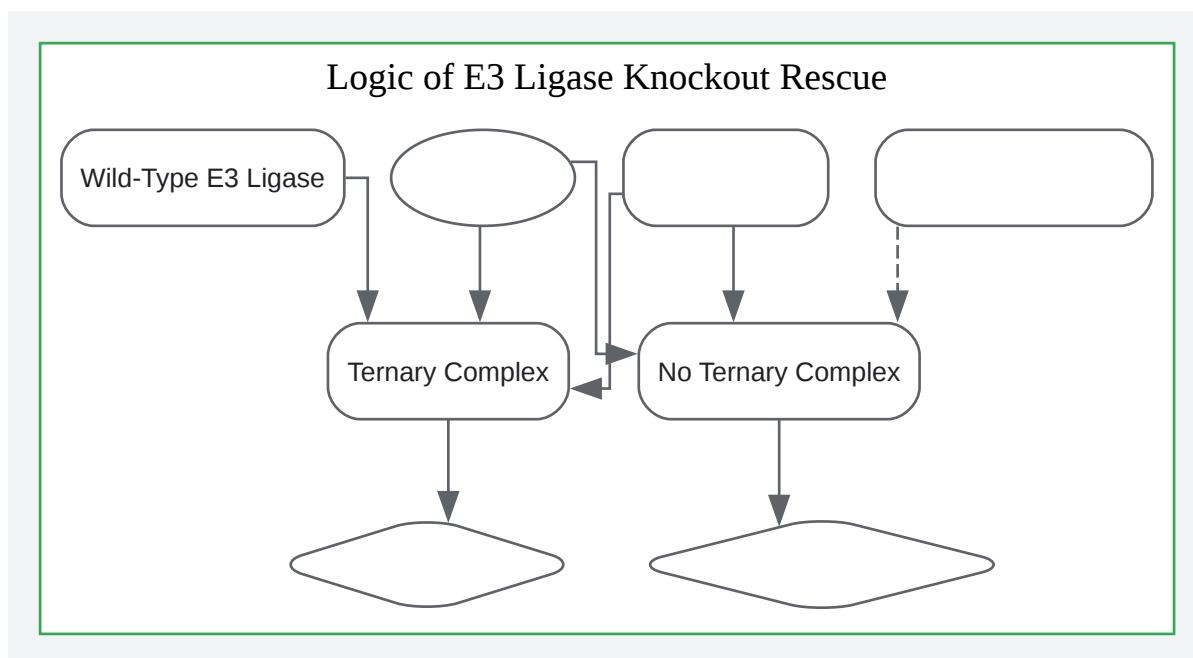 Logic of E3 Ligase Knockout Rescue
Wild-Type E3 Ligase
Ternary Complex
No Ternary Complex